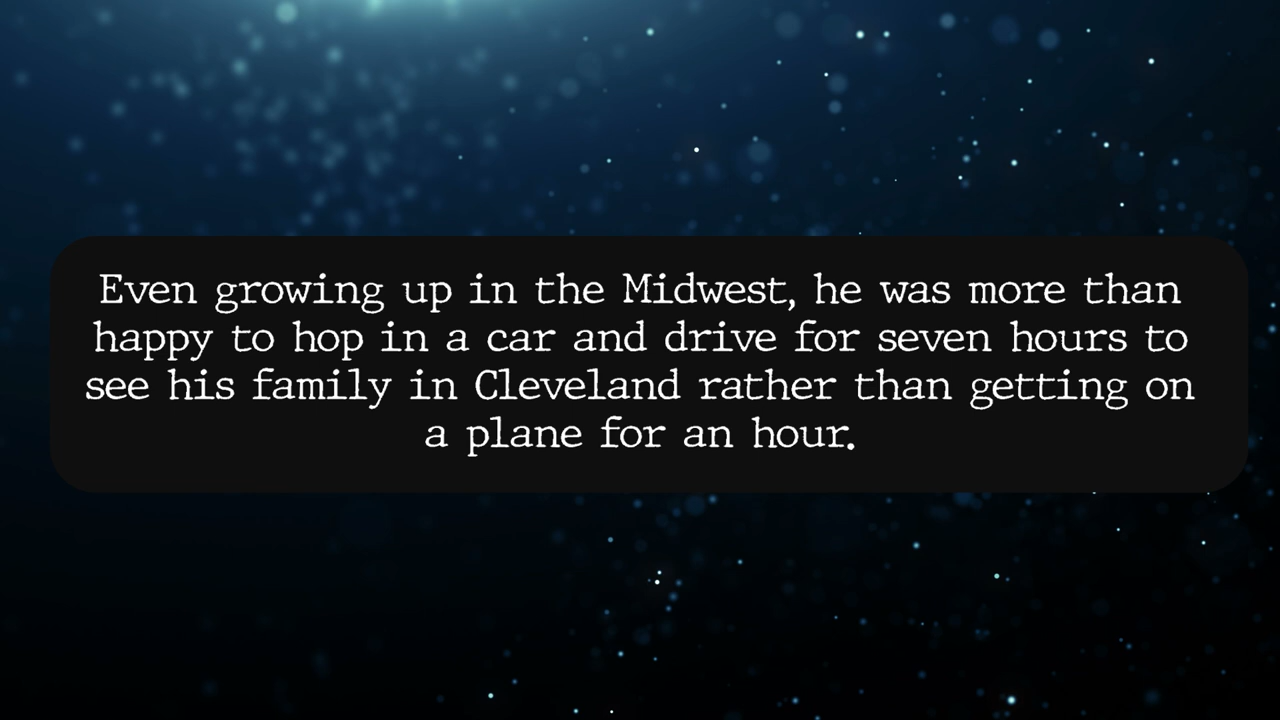 Even growing up in the Midwest, he was more than
happy to hop in a car and drive for seven hours to
see his family in Cleveland rather than getting on
a plane for an hour.